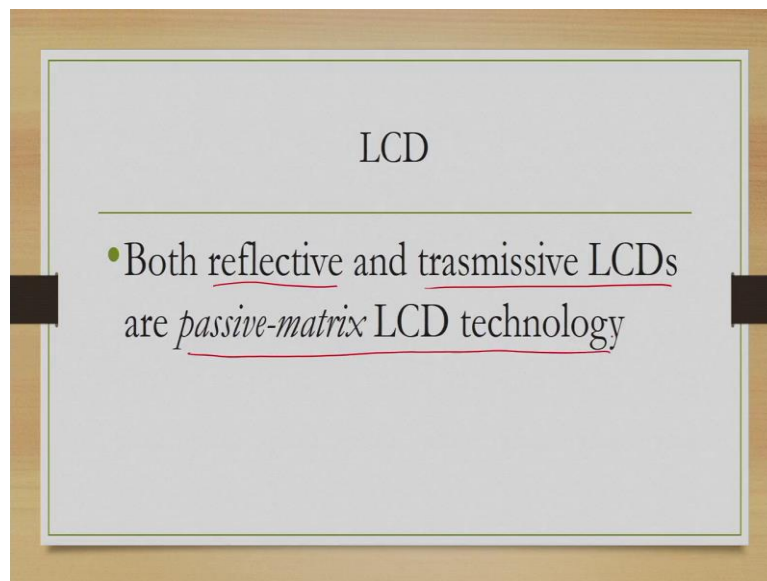 LCD
•Both reflective and trasmissive LCDs
are passive-matrix LCD technology